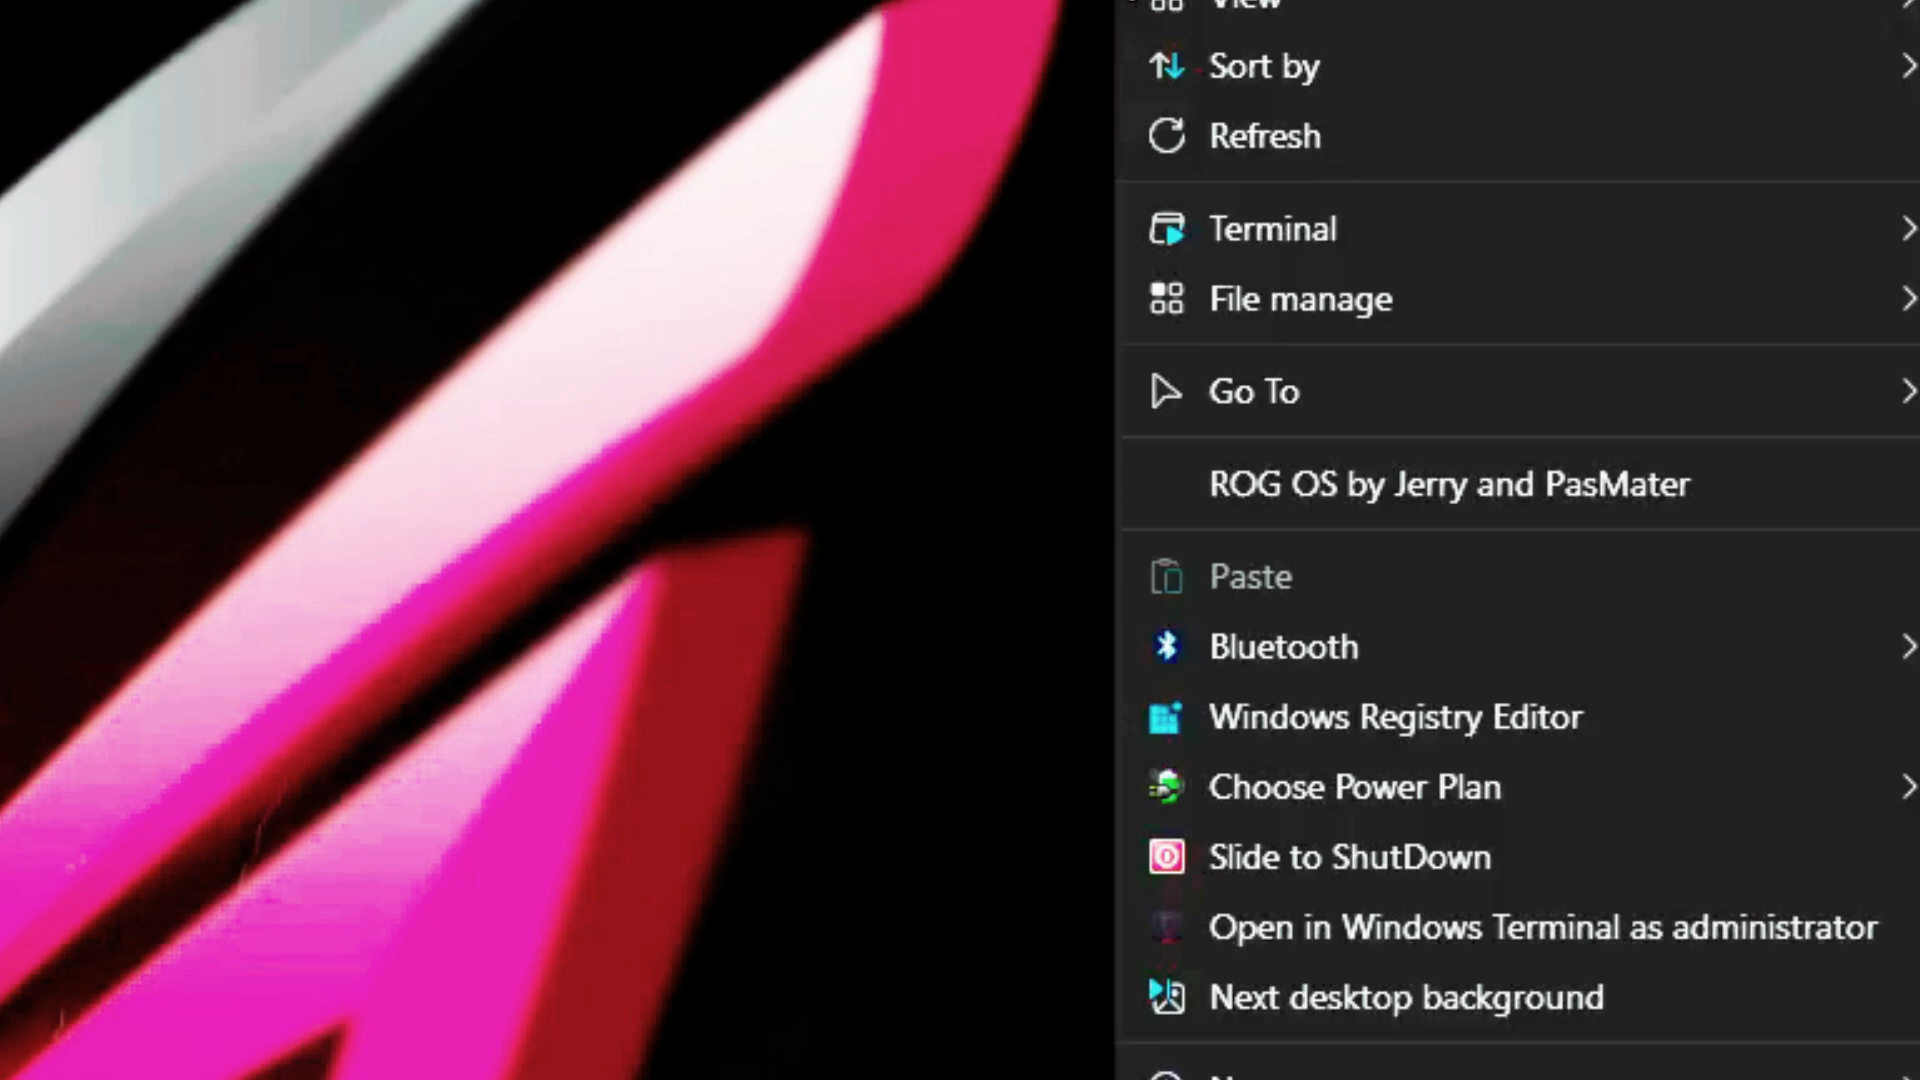 View
Sort by
Refresh
Terminal
File manage
Go To
ROG OS by Jerry and PasMater
Paste
Bluetooth
Windows Registry Editor
Choose Power Plan
Slide to ShutDown
Open in Windows Terminal as administrator
Next desktop background